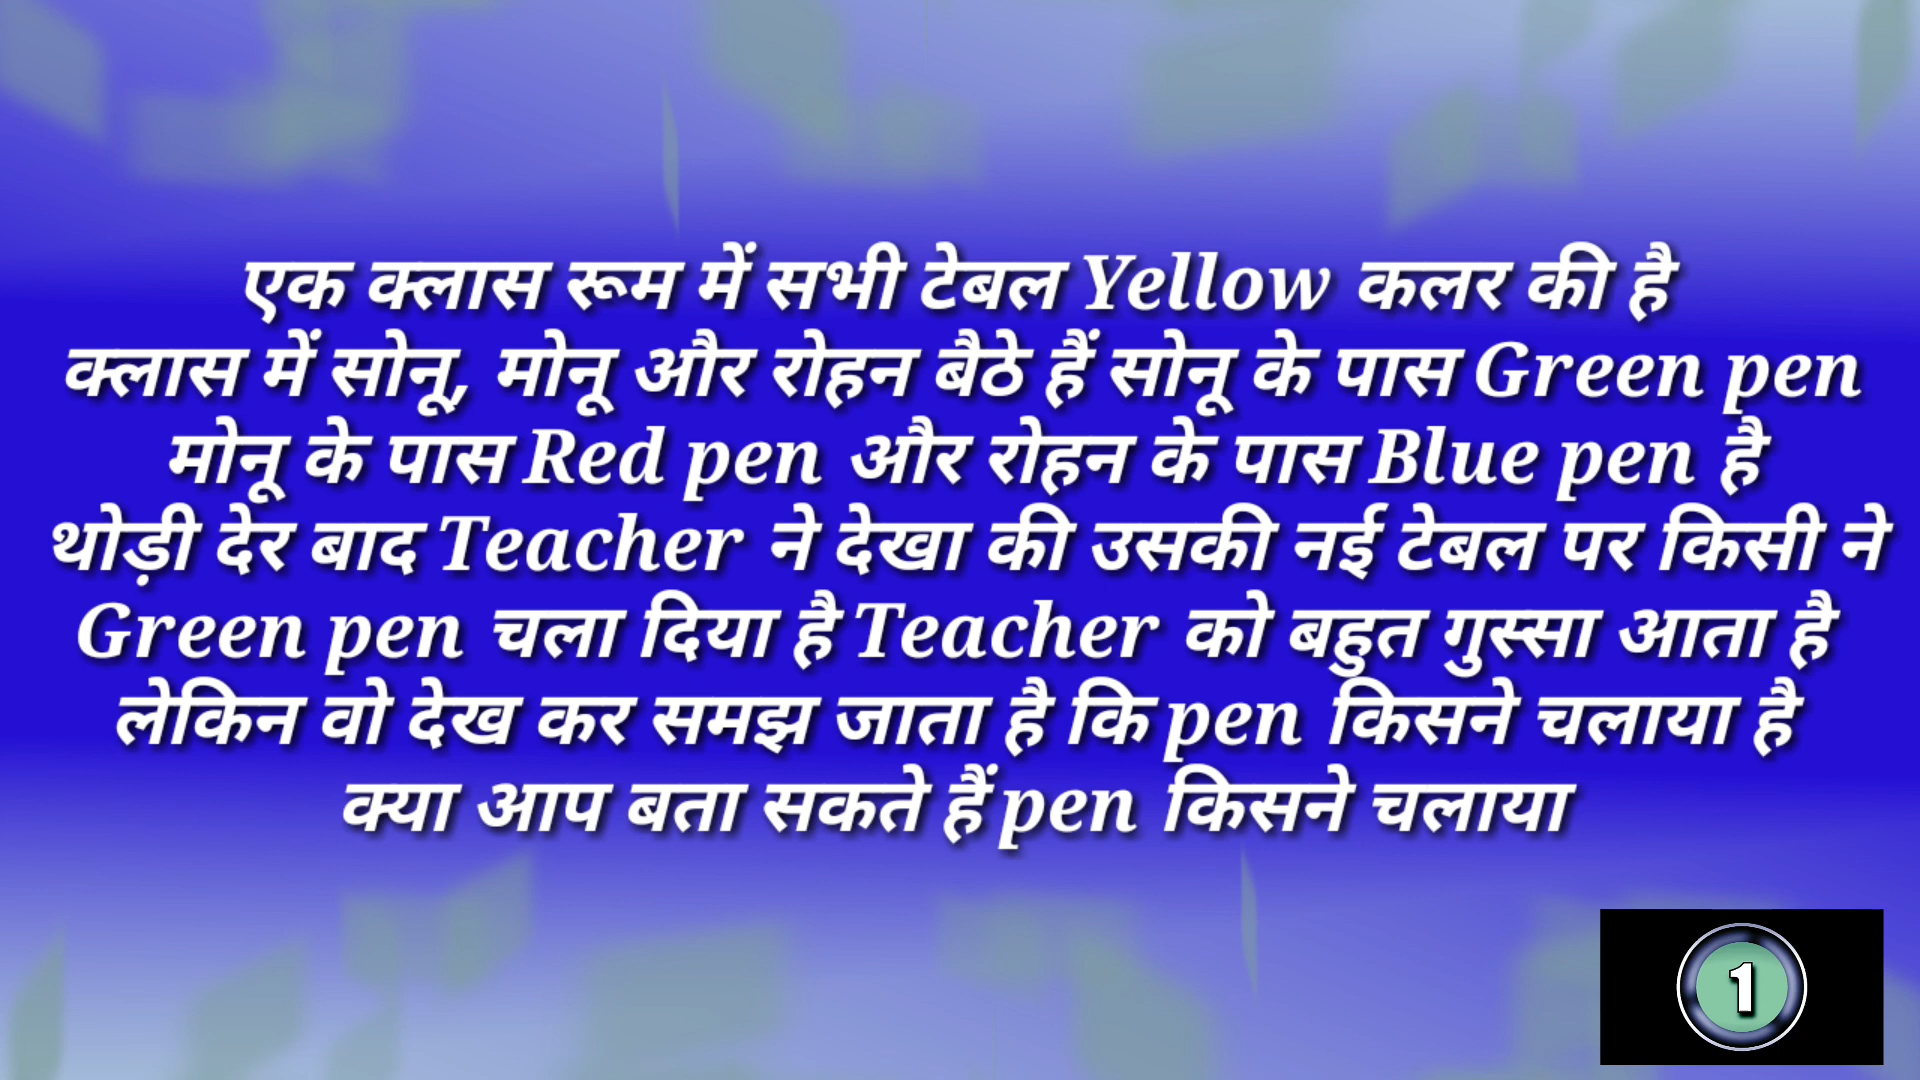 एक क्लास रूम में सभी टेबल Yellow कलर की है
क्लास में सोनू, मोनू और रोहन बैठे हैं सोनू के पास Green pen
मोनू के पास Red pen और रोहन के पास Blue pen है
थोड़ी देर बाद Teacher ने देखा की उसकी नई टेबल पर किसी ने
Green pen चला दिया है Teacher को बहुत गुस्सा आता है
लेकिन वो देख कर समझ जाता है कि pen किसने चलाया है
क्या आप बता सकते हैं pen किसने चलाया
1